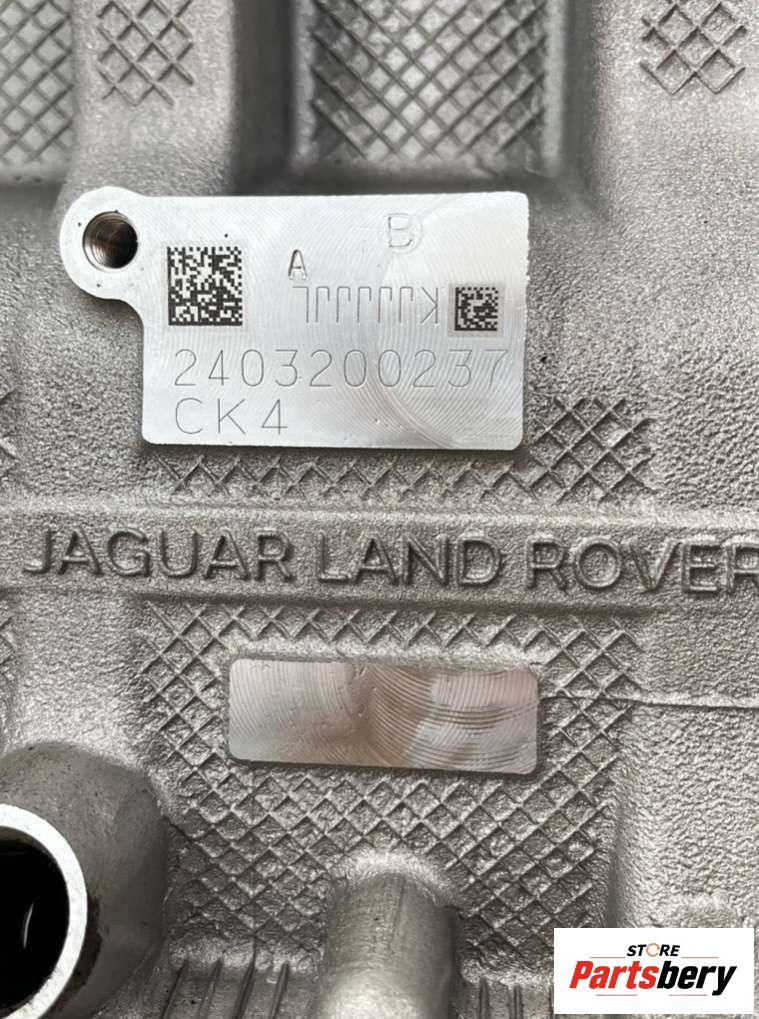 B
A
2403200237
CK4
JAGUAR LAND ROVER
STORE
Partsbery